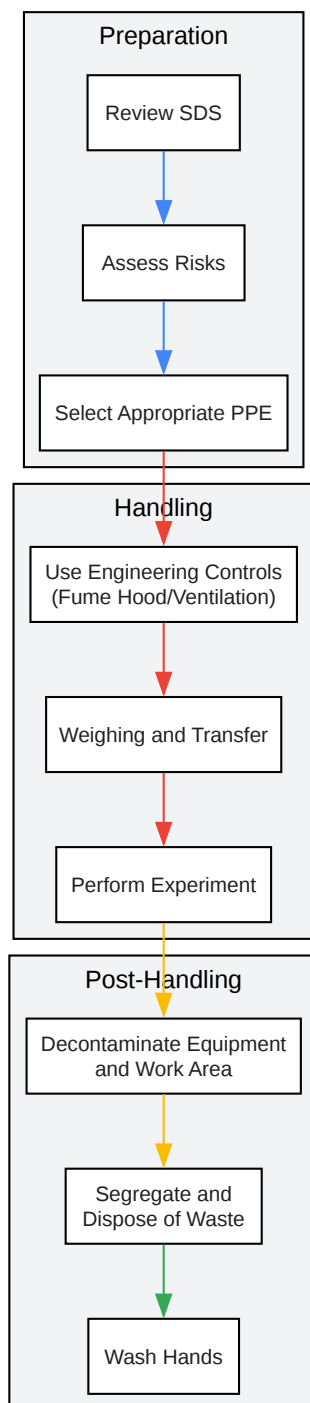 Preparation
Review SDS
Assess Risks
Select Appropriate PPE
Handling
Use Engineering Controls
(Fume Hood/Ventilation)
Weighing and Transfer
Perform Experiment
Post-Handling
Decontaminate Equipment
and Work Area
Segregate and
Dispose of Waste
Wash Hands